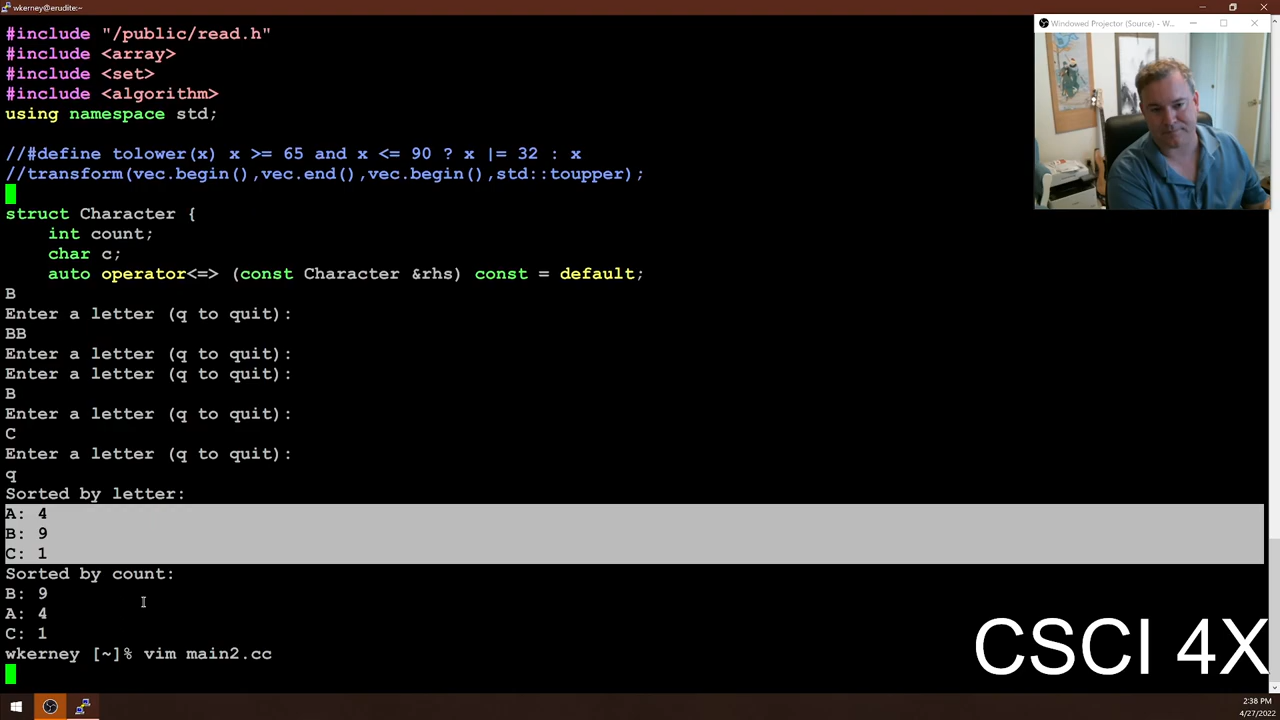 wkerney@erudite:~
#include "/public/read.h"
Windowed Projector (Source) - W...
#include <array>
#include <set>
#include <algorithm>
using namespace std;
//#define tolower(x) x >= 65 and x <= 90 ? x |= 32 : x
//transform(vec.begin(),vec.end(),vec.begin(),std::toupper);
struct Character {
    int count;
    char c;
    auto operator<=> (const Character &rhs) const = default;
B
Enter a letter (q to quit):
BB
Enter a letter (q to quit):
Enter a letter (q to quit):
B
Enter a letter (q to quit):
C
Enter a letter (q to quit):
q
Sorted by letter:
A: 4
B: 9
C: 1
Sorted by count:
B: 9
A: 4
C: 1
wkerney [~]% vim main2.cc
CSCI 4X
2:38 PM
4/27/2022